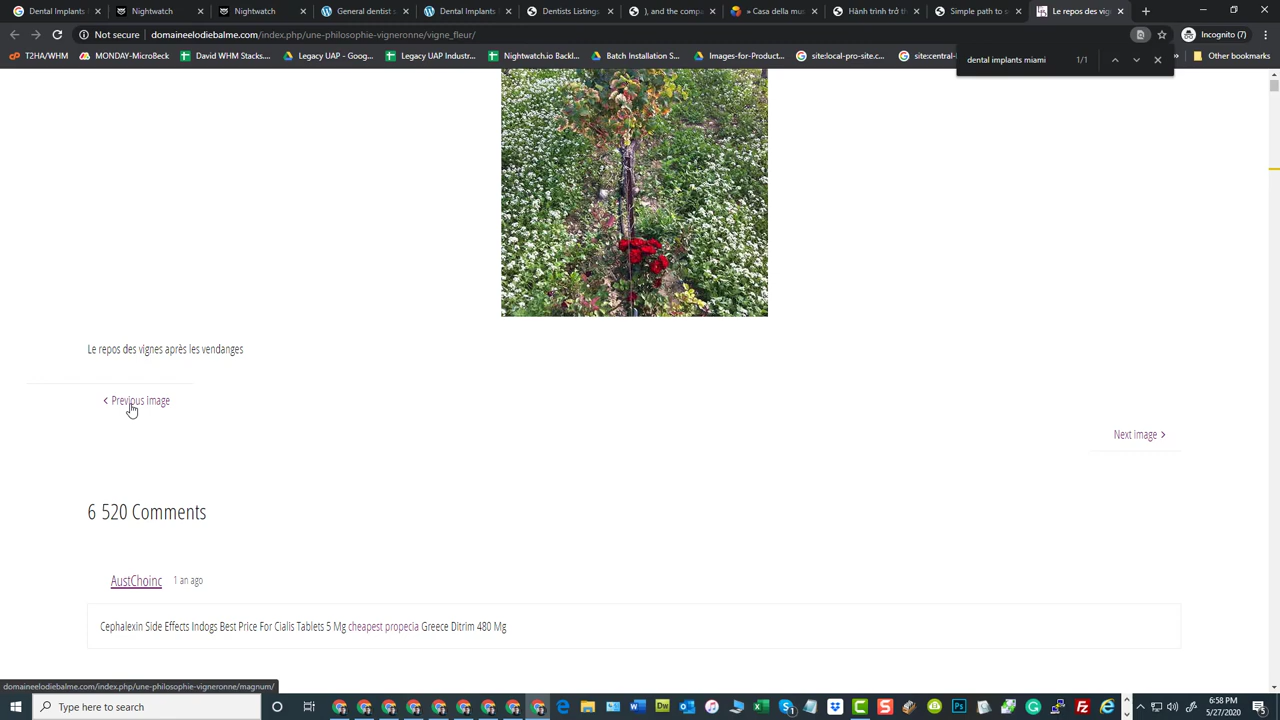 Dental Implants
Nightwatch
Nightwatch
General dentist
Dental Implants
Dentists Listings
), and the compa
» Casa della mu
Hành trình trở th
Simple path to s
Le repos des vig
Not secure
domaineelodiebalme.com/index.php/une-philosophie-vigneronne/vigne_fleur/
Incognito (7)
T2HA/WHM
MONDAY-MicroBeck
David WHM Stacks...
Legacy UAP - Goog...
Legacy UAP Industr...
Nightwatch.io Backl...
Batch Installation S...
Images-for-Product...
site:local-pro-site.c...
site:central-
Other bookmarks
dental implants miami
1/1
Le repos des vignes après les vendanges
Previous Image
Next image
6 520 Comments
AustChoinc
1 an ago
Cephalexin Side Effects Indogs Best Price For Cialis Tablets 5 Mg cheapest propecia Greece Ditrim 480 Mg
domaineelodiebalme.com/index.php/une-philosophie-vigneronne/magnum/
Type here to search
6:58 PM
5/27/2020